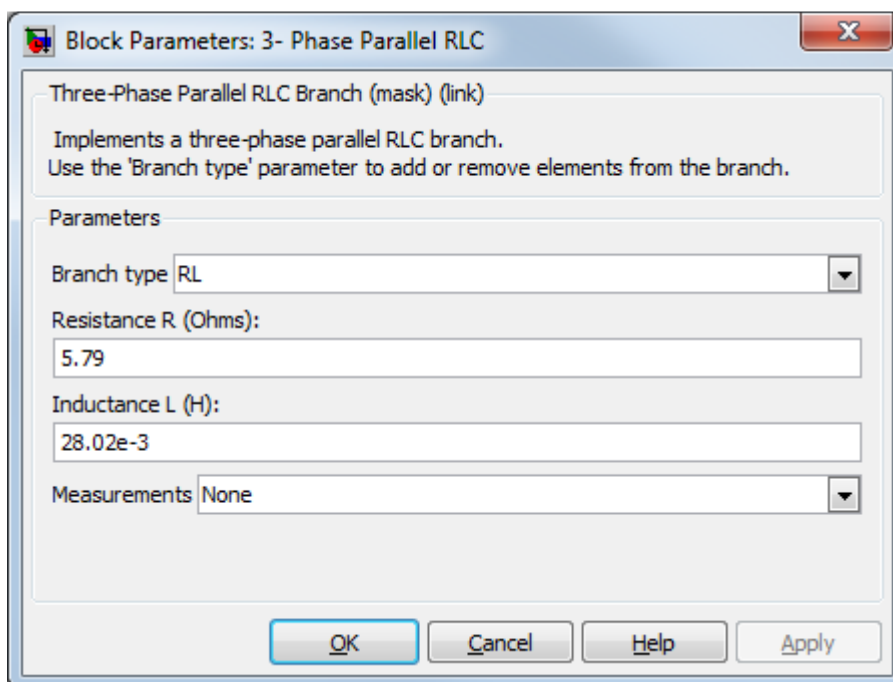 Block Parameters: 3- Phase Parallel RLC
Three-Phase Parallel RLC Branch (mask) (link)
Implements a three-phase parallel RLC branch.
Use the 'Branch type' parameter to add or remove elements from the branch.
Parameters
Branch type RL
Resistance R (Ohms):
5.79
Inductance L (H):
28.02e-3
Measurements None
OK Cancel Help Apply